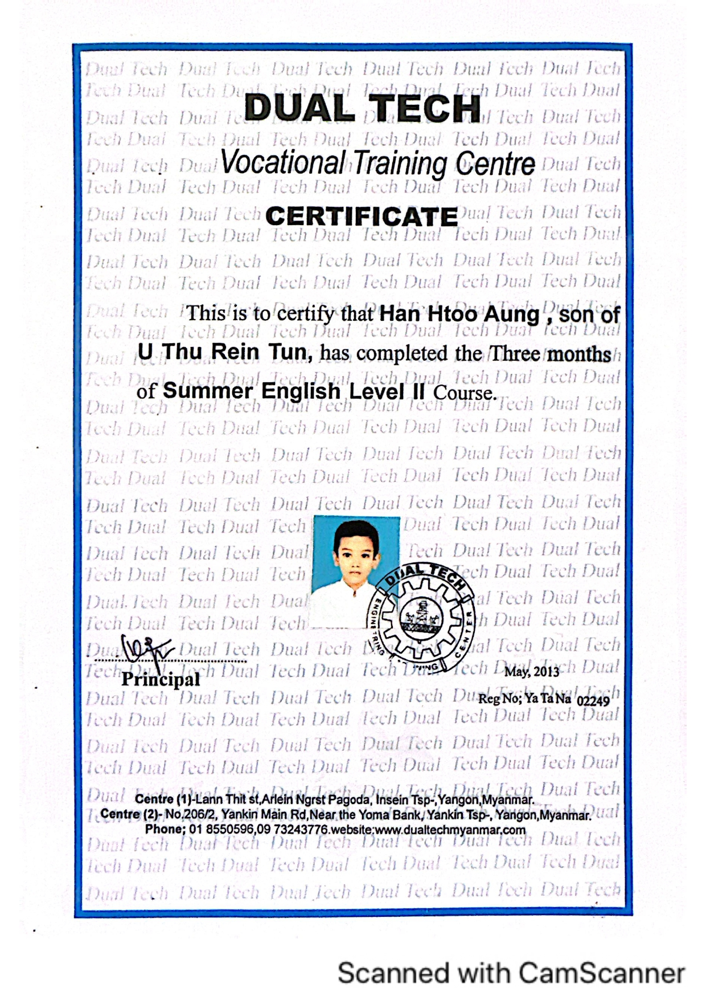 DUAL TECH
Vocational Training Centre
CERTIFICATE
This is to certify that Han Htoo Aung , son of
U Thu Rein Tun, has completed the Three months
of Summer English Level II Course.
DUAL TECH
CENTER
Principal
May, 2013
Reg No; Ya Ta Na 02249
Centre (1)-Lann Thit st,Arlein Ngrst Pagoda, Insein Tsp-,Yangon,Myanmar.
Centre (2)- No,206/2, Yankin Main Rd,Near the Yoma Bank, Yankin Tsp-, Yangon,Myanmar.
Phone; 01 8550596,09 73243776.website:www.dualtechmyanmar.com
Scanned with CamScanner